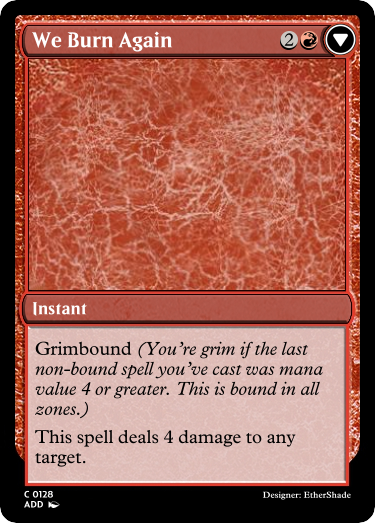 We Burn Again 2
Instant
Grimbound (You're grim if the last
non-bound spell you've cast was mana
value 4 or greater. This is bound in all
zones.)
This spell deals 4 damage to any
target.
C 0128
ADD
Designer: EtherShade